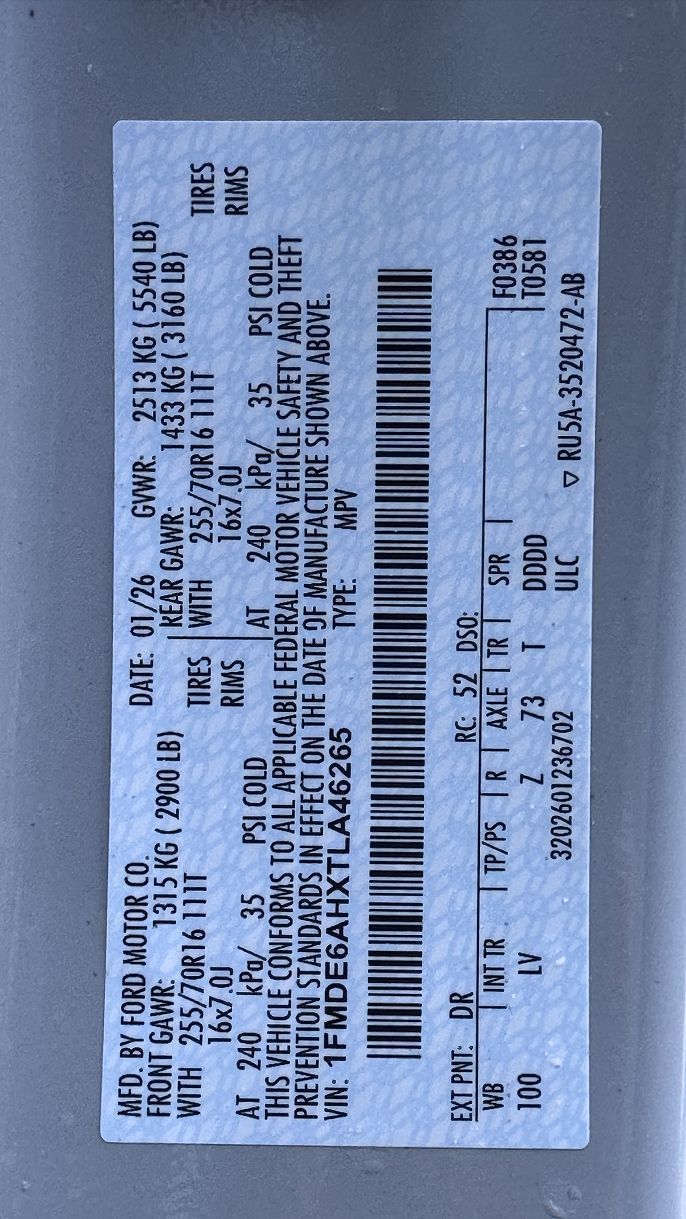 MFD. BY FORD MOTOR CO. DATE: 01/26 GVWR: 2513 KG ( 5540 LB)
FRONT GAWR: 1315 KG ( 2900 LB) REAR GAWR: 1433 KG ( 3160 LB)
WITH 255/70R16 111T TIRES WITH 255/70R16 111T TIRES
16x7.0J RIMS 16x7.0J RIMS
AT 240 kPa/ 35 PSI COLD AT 240 kPa/ 35 PSI COLD
THIS VEHICLE CONFORMS TO ALL APPLICABLE FEDERAL MOTOR VEHICLE SAFETY AND THEFT
PREVENTION STANDARDS IN EFFECT ON THE DATE OF MANUFACTURE SHOWN ABOVE.
VIN: 1FMDE6AHXTLA46265 TYPE: MPV
EXT PNT: DR RC: 52 DSO:
WB | INT TR | TP/PS | R | AXLE | TR | SPR | F0386
100 LV Z 73 T DDDD T0581
3202601236702 ULC ▽ RU5A-3520472-AB